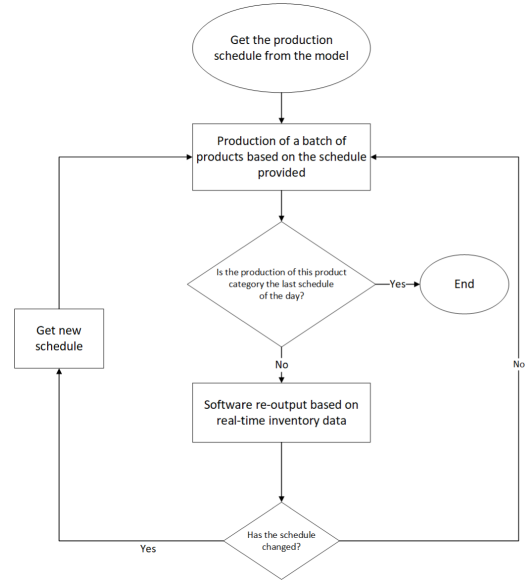 Get the production
schedule from the model
Production of a batch of
products based on the schedule
provided
Is the production of this product
category the last schedule
of the day?
Yes
End
Get new
schedule
No
No
Software re-output based on
real-time inventory data
Has the schedule
changed?
Yes